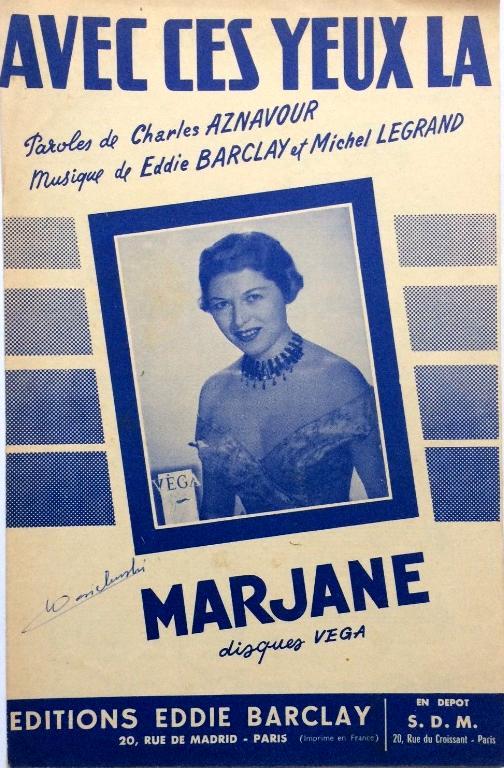 AVEC CES YEUX LA
Paroles de Charles AZNAVOUR
Musique de Eddie BARCLAY et Michel LEGRAND
VÉGA
MARJANE
disques VEGA
EDITIONS EDDIE BARCLAY
20, RUE DE MADRID - PARIS (Imprimé en France)
EN DEPOT
S. D. M.
20, Rue du Croissant - Paris